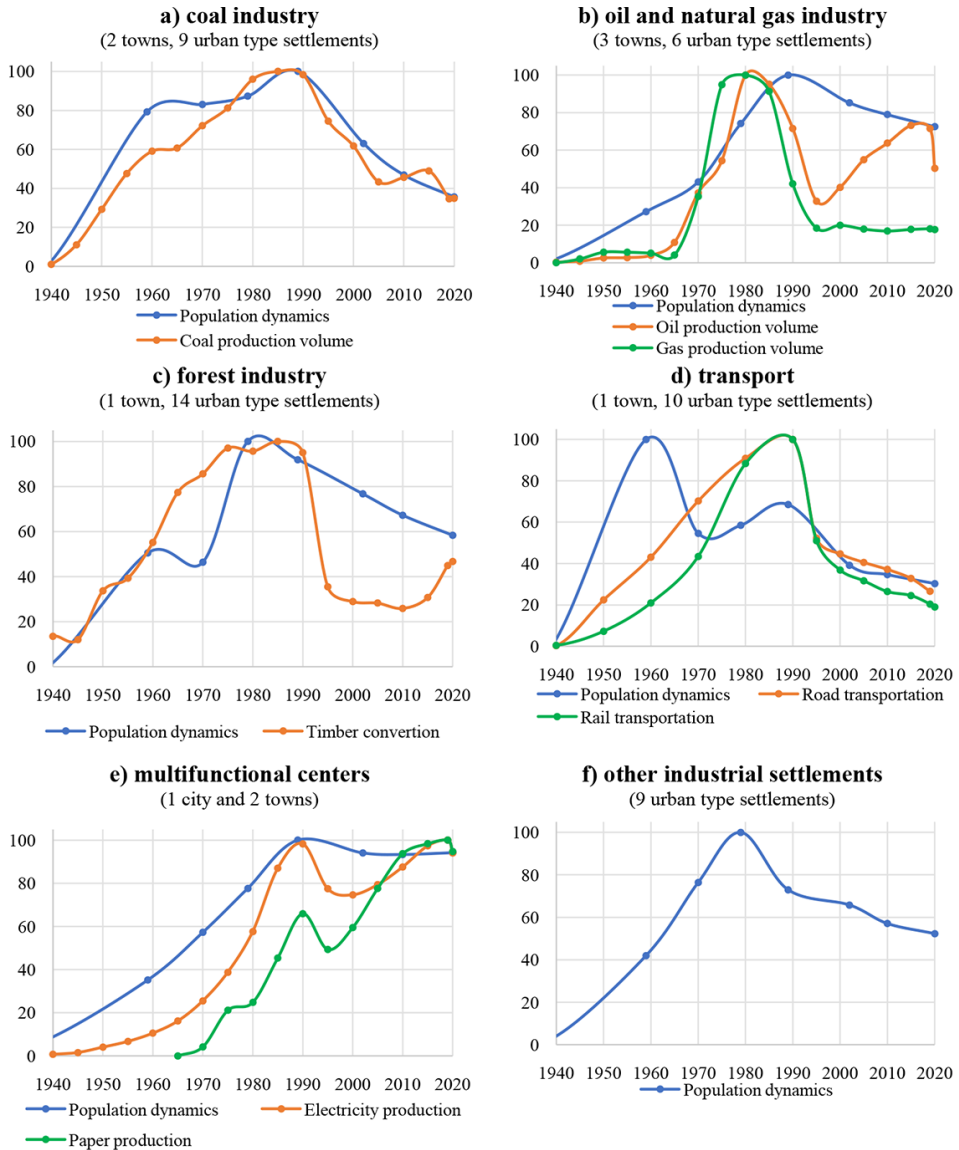 a) coal industry
(2 towns, 9 urban type settlements)
100
80
60
40
20
0
1940 1950 1960 1970 1980 1990 2000 2010 2020
Population dynamics
Coal production volume
b) oil and natural gas industry
(3 towns, 6 urban type settlements)
100
80
60
40
20
0
1940 1950 1960 1970 1980 1990 2000 2010 2020
Population dynamics
Oil production volume
Gas production volume
c) forest industry
(1 town, 14 urban type settlements)
100
80
60
40
20
0
1940 1950 1960 1970 1980 1990 2000 2010 2020
Population dynamics Timber convertion
d) transport
(1 town, 10 urban type settlements)
100
80
60
40
20
0
1940 1950 1960 1970 1980 1990 2000 2010 2020
Population dynamics Road transportation
Rail transportation
e) multifunctional centers
(1 city and 2 towns)
100
80
60
40
20
0
1940 1950 1960 1970 1980 1990 2000 2010 2020
Population dynamics Electricity production
Paper production
f) other industrial settlements
(9 urban type settlements)
100
80
60
40
20
0
1940 1950 1960 1970 1980 1990 2000 2010 2020
Population dynamics